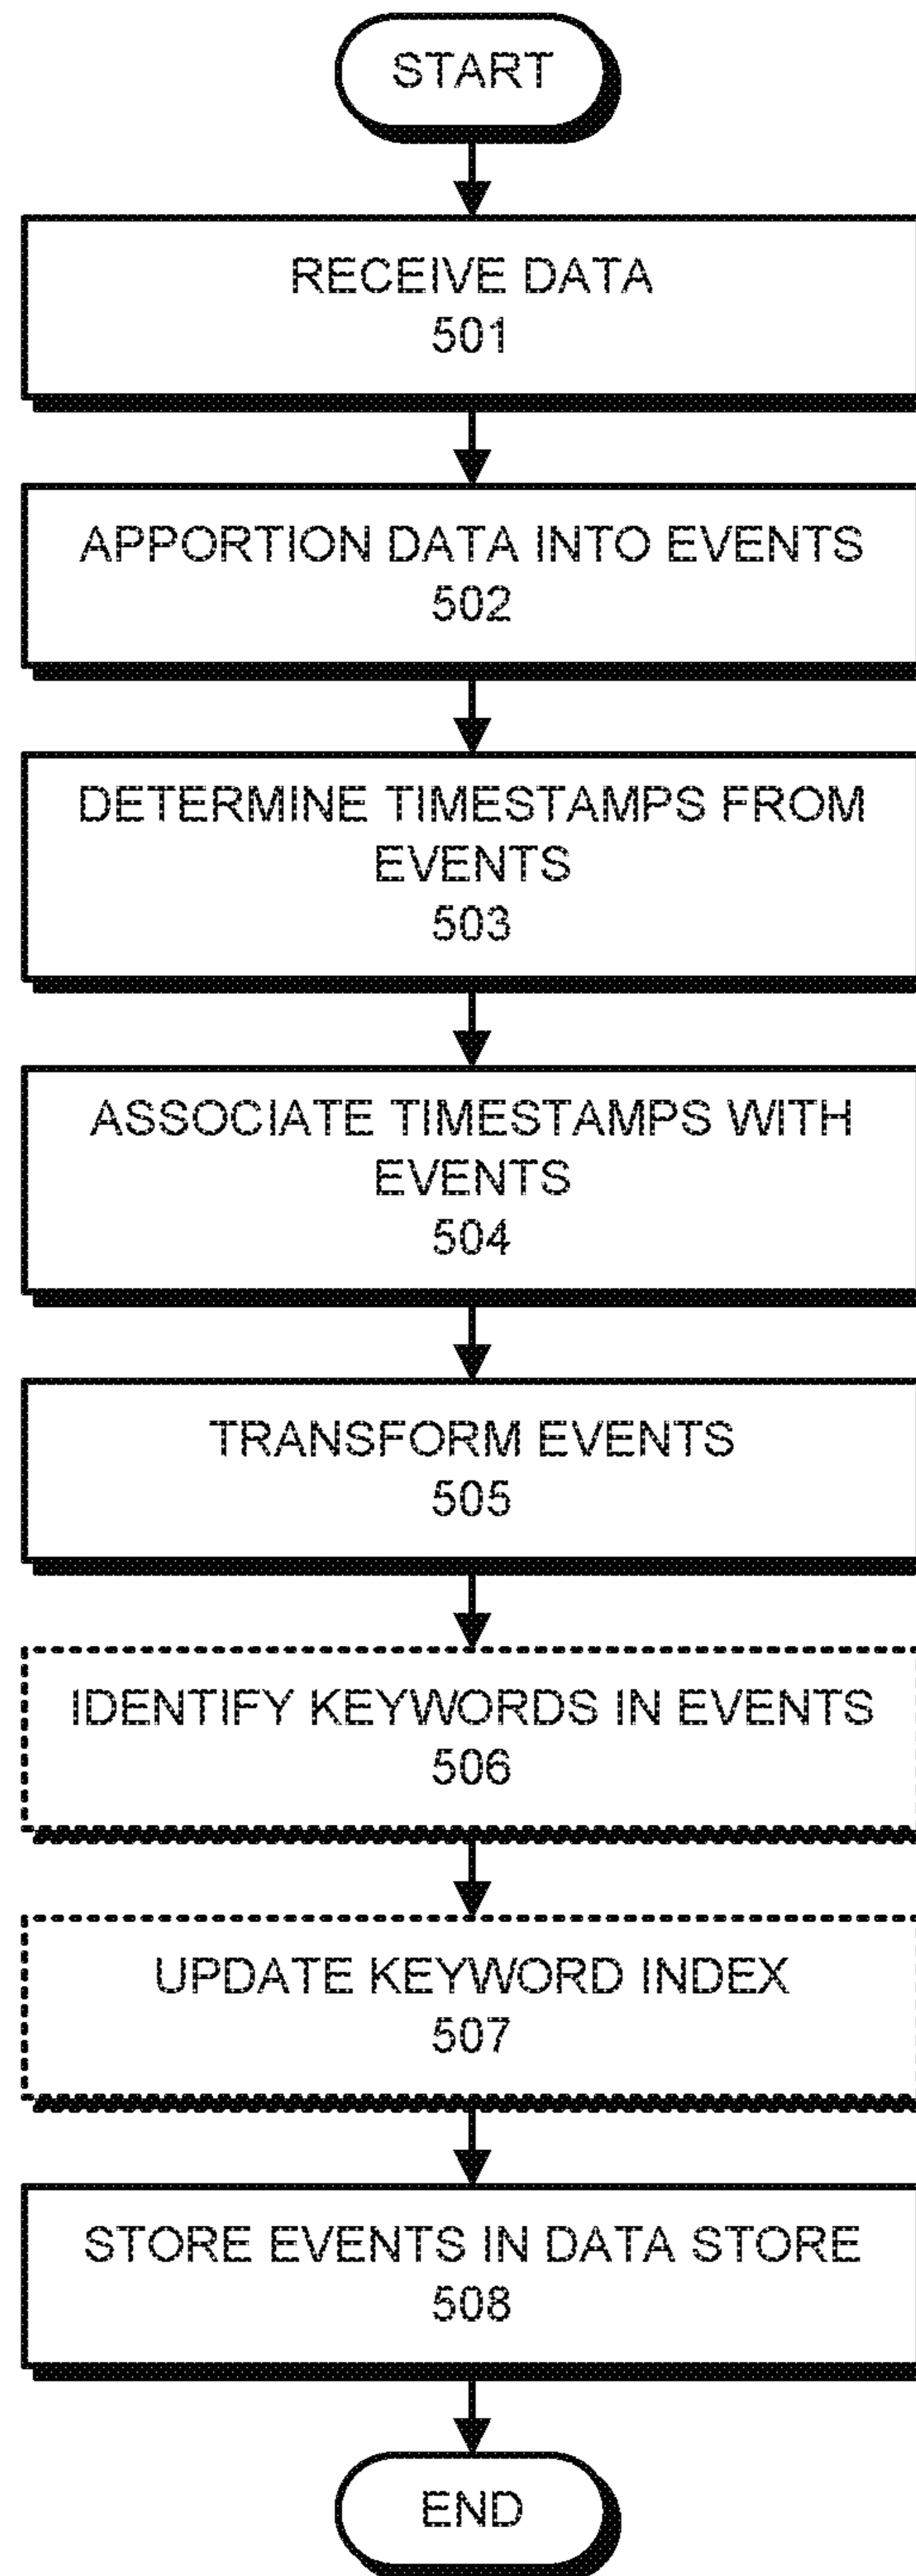 START
RECEIVE DATA
501
APPORTION DATA INTO EVENTS
502
DETERMINE TIMESTAMPS FROM
EVENTS
503
ASSOCIATE TIMESTAMPS WITH
EVENTS
504
TRANSFORM EVENTS
505
IDENTIFY KEYWORDS IN EVENTS
506
UPDATE KEYWORD INDEX
507
STORE EVENTS IN DATA STORE
508
END